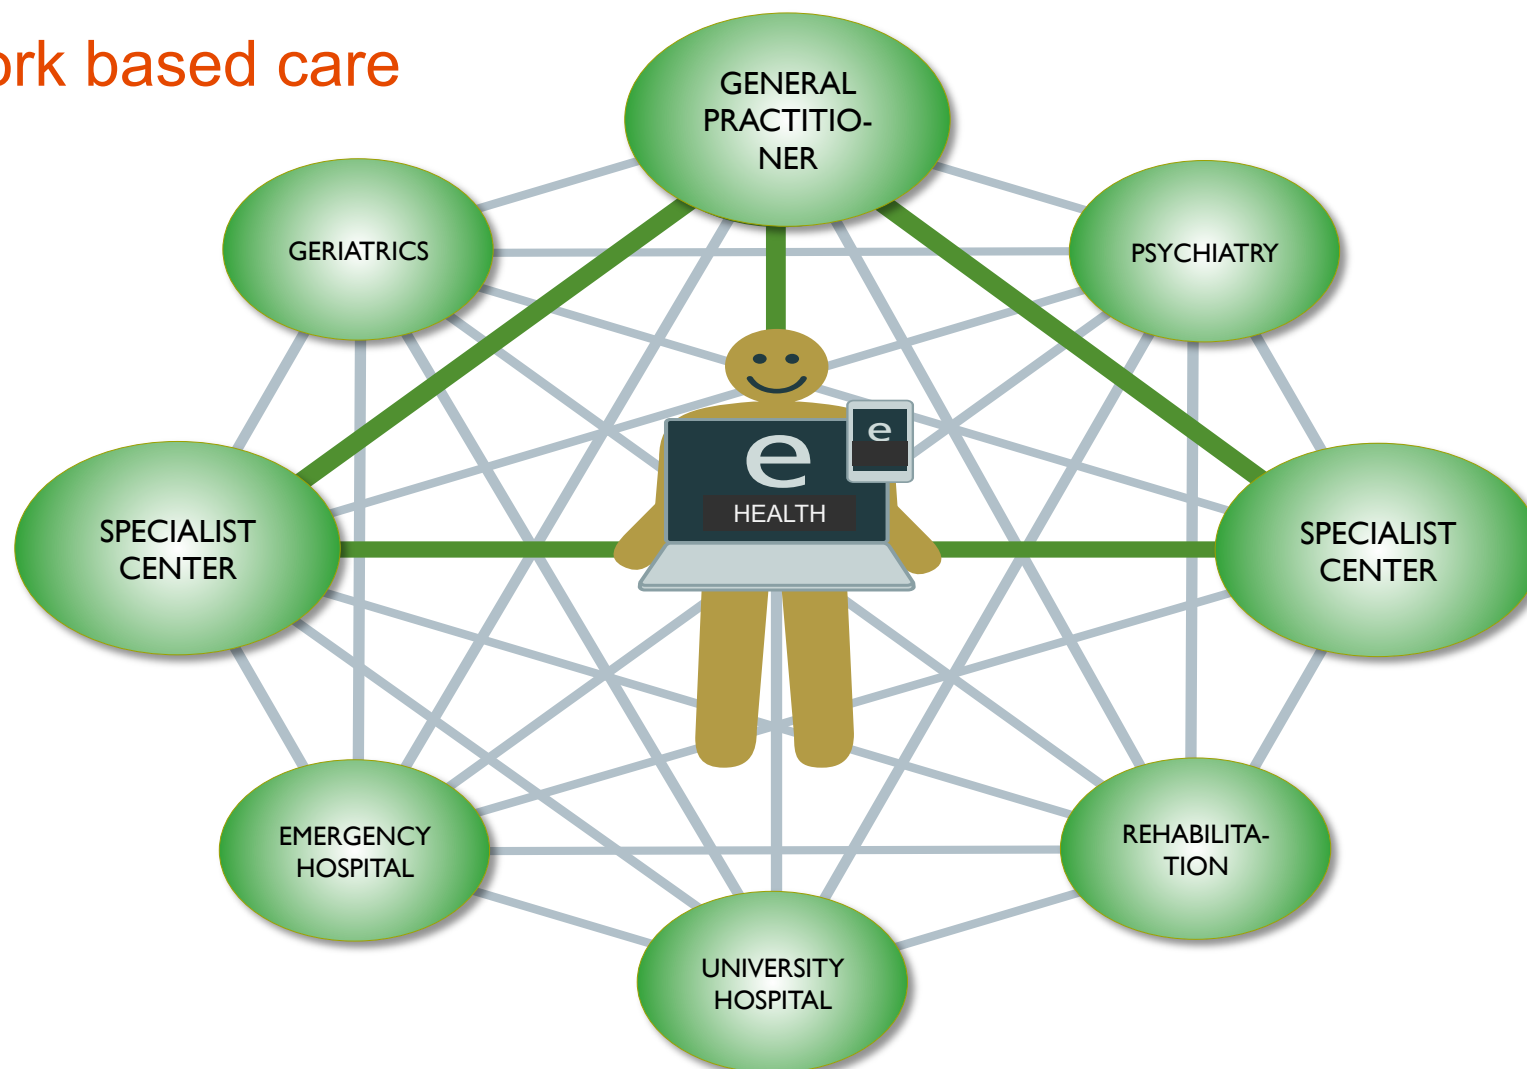 ork based care
GENERAL
PRACTITIO-
NER
GERIATRICS
PSYCHIATRY
e
e
HEALTH
SPECIALIST
CENTER
SPECIALIST
CENTER
EMERGENCY
HOSPITAL
REHABILITA-
TION
UNIVERSITY
HOSPITAL